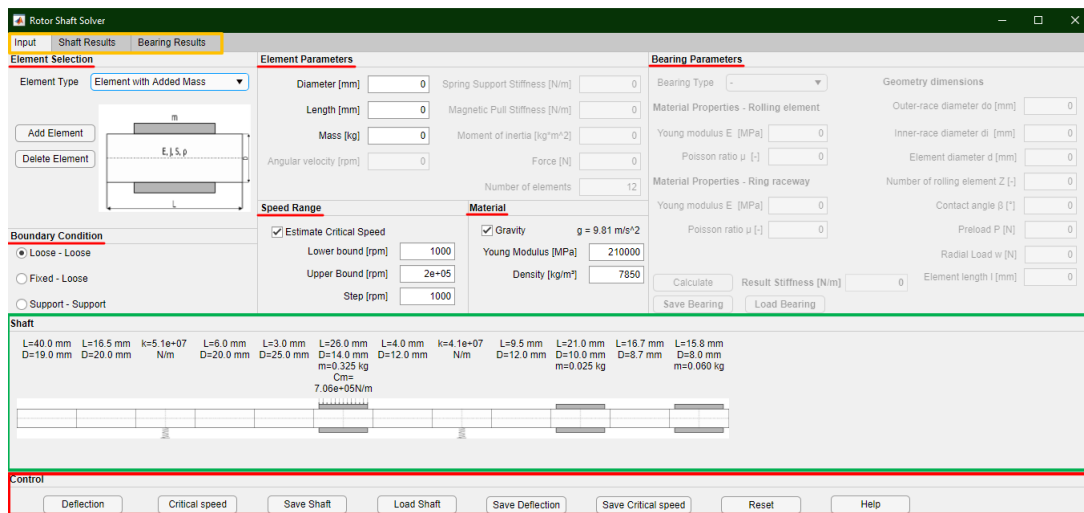 Rotor Shaft Solver
Input Shaft Results Bearing Results
Element Selection
Element Type Element with Added Mass
Add Element
Delete Element
m
E, J, S, ρ
D
L
Boundary Condition
Loose - Loose
Fixed - Loose
Support - Support
Element Parameters
Diameter [mm] 0 Spring Support Stiffness [N/m] 0
Length [mm] 0 Magnetic Pull Stiffness [N/m] 0
Mass [kg] 0 Moment of inertia [kg*m^2] 0
Angular velocity [rpm] 0 Force [N] 0
Number of elements 12
Speed Range
Estimate Critical Speed
Lower bound [rpm] 1000
Upper Bound [rpm] 2e+05
Step [rpm] 1000
Material
Gravity g = 9.81 m/s^2
Young Modulus [MPa] 210000
Density [kg/m³] 7850
Bearing Parameters
Bearing Type - Geometry dimensions
Material Properties - Rolling element Outer-race diameter do [mm] 0
Young modulus E [MPa] 0 Inner-race diameter di [mm] 0
Poisson ratio μ [-] 0 Element diameter d [mm] 0
Material Properties - Ring raceway Number of rolling element Z [-] 0
Young modulus E [MPa] 0 Contact angle β [°] 0
Poisson ratio μ [-] 0 Preload P [N] 0
Radial Load w [N] 0
Calculate Result Stiffness [N/m] 0 Element length l [mm] 0
Save Bearing Load Bearing
Shaft
L=40.0 mm L=16.5 mm k=5.1e+07 L=6.0 mm L=3.0 mm L=26.0 mm L=4.0 mm k=4.1e+07 L=9.5 mm L=21.0 mm L=16.7 mm L=15.8 mm
D=19.0 mm D=20.0 mm N/m D=20.0 mm D=25.0 mm D=14.0 mm D=12.0 mm N/m D=12.0 mm D=10.0 mm D=8.7 mm D=8.0 mm
m=0.325 kg m=0.025 kg m=0.060 kg
Cm=
7.06e+05N/m
Control
Deflection Critical speed Save Shaft Load Shaft Save Deflection Save Critical speed Reset Help